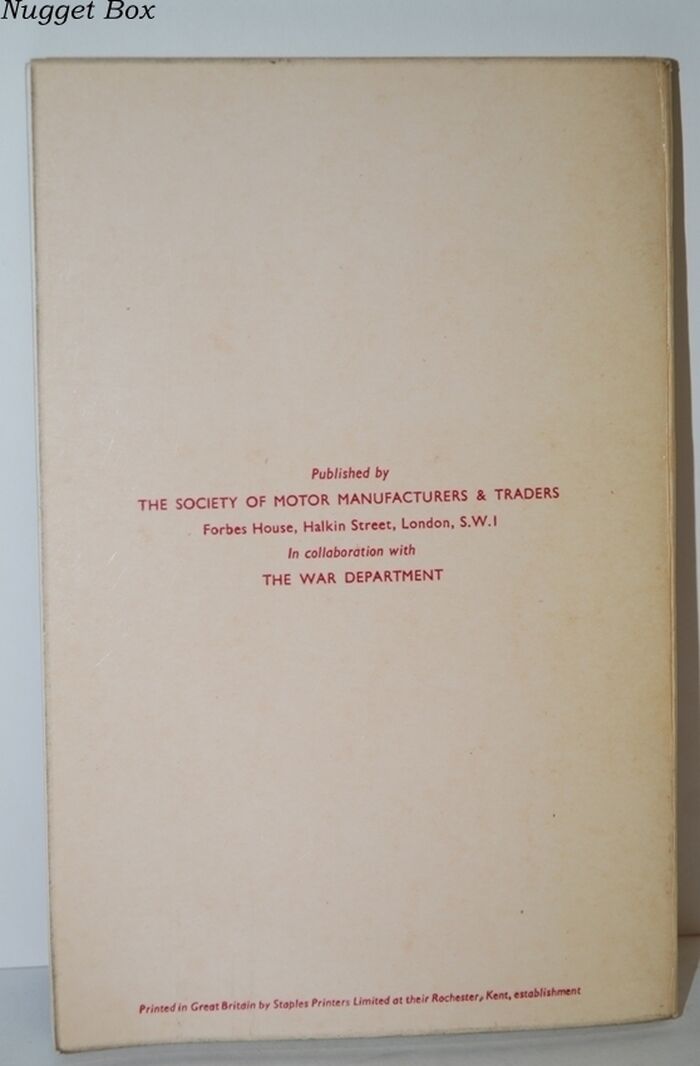 Nugget Box
Published by
THE SOCIETY OF MOTOR MANUFACTURERS & TRADERS
Forbes House, Halkin Street, London, S.W.1
In collaboration with
THE WAR DEPARTMENT
Printed in Great Britain by Staples Printers Limited at their Rochester, Kent, establishment